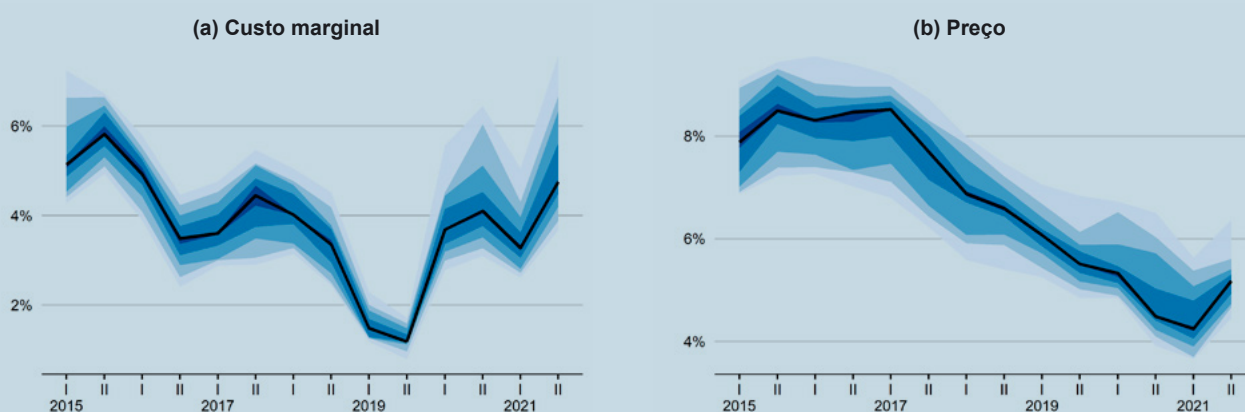 (a) Custo marginal
6%
4%
2%
I II I II I II I II I II I II I II
2015 2017 2019 2021
(b) Preço
8%
6%
4%
I II I II I II I II I II I II I II
2015 2017 2019 2021